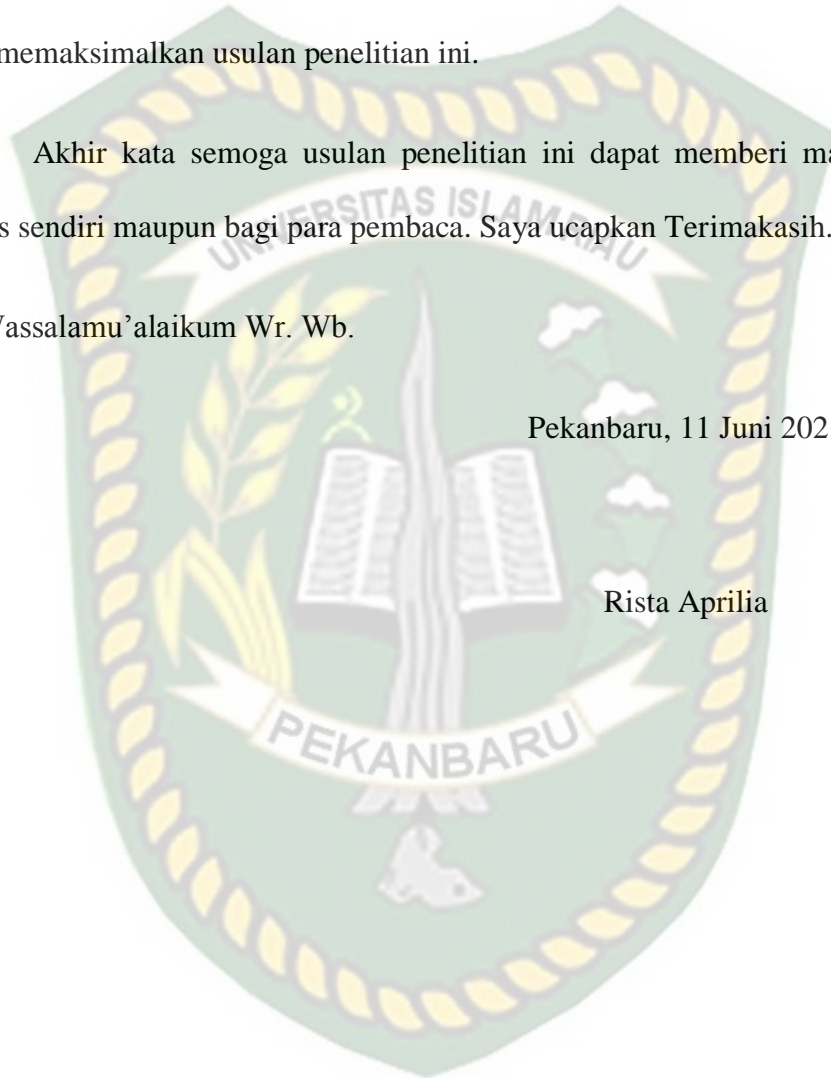 memaksimalkan usulan penelitian ini.
Akhir kata semoga usulan penelitian ini dapat memberi ma
s sendiri maupun bagi para pembaca. Saya ucapkan Terimakasih.
UNIVERSITAS ISLAM RIAU
Vassalamu’alaikum Wr. Wb.
Pekanbaru, 11 Juni 202
Rista Aprilia
PEKANBARU